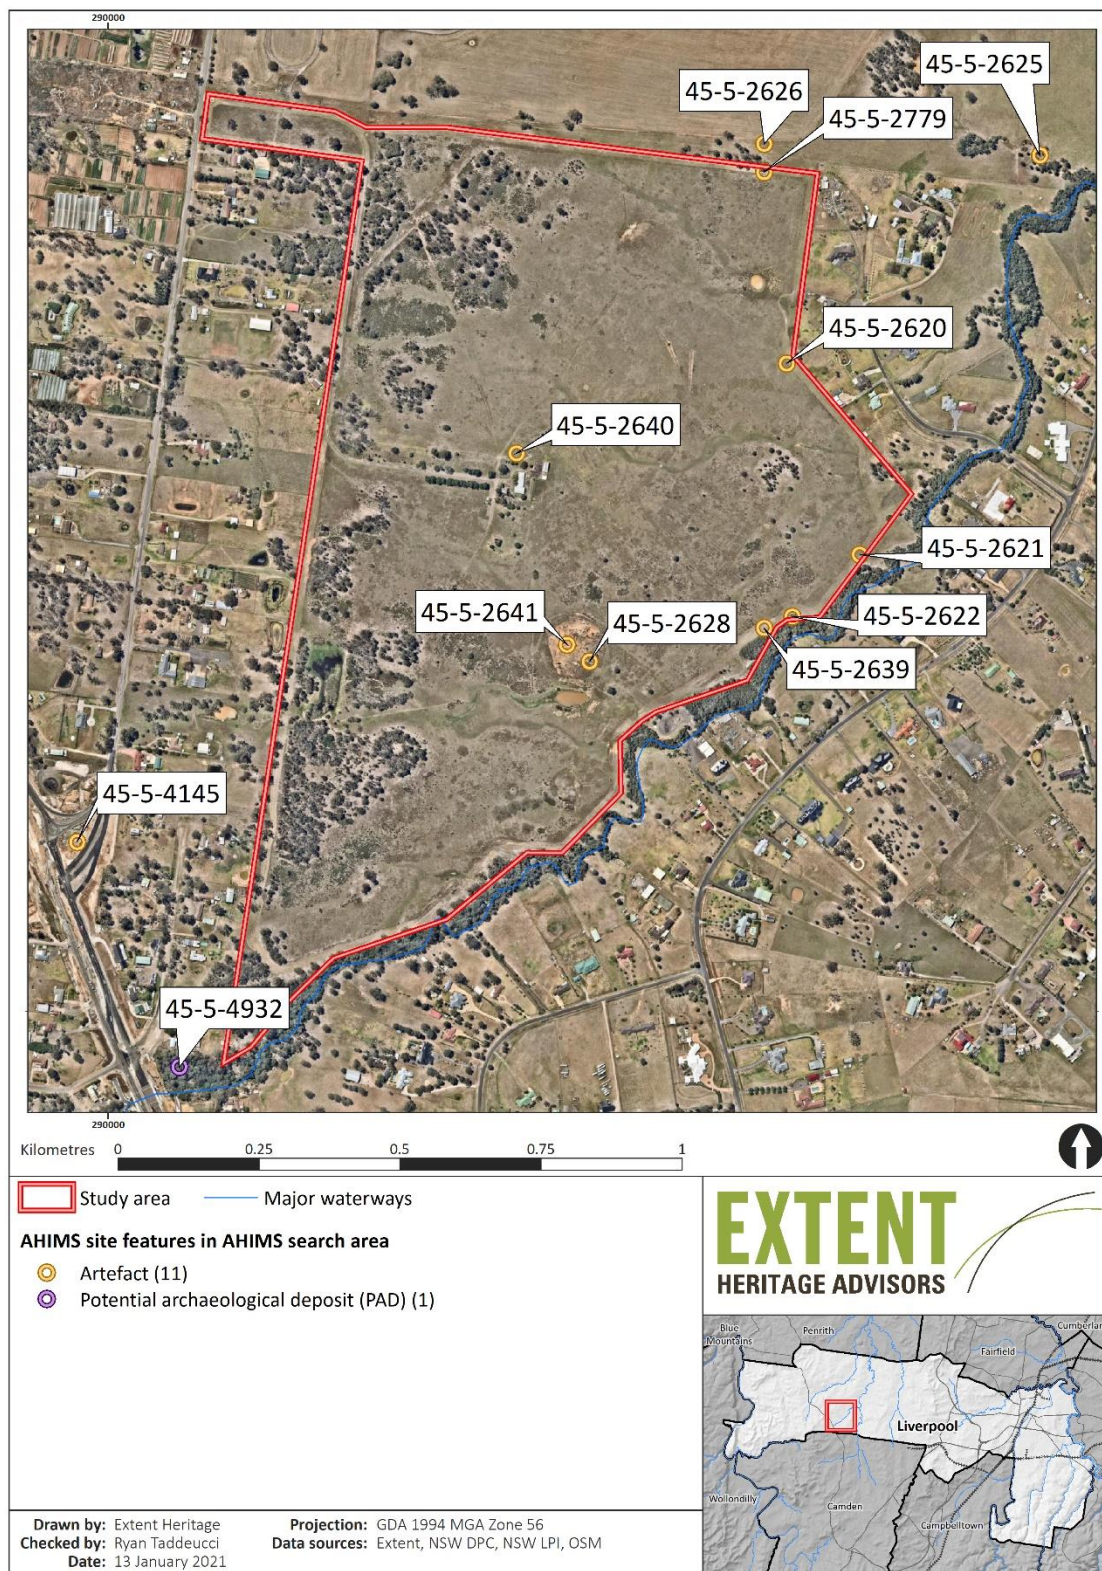 290000
45-5-2625
45-5-2626
45-5-2779
45-5-2620
45-5-2640
45-5-2621
45-5-2641
45-5-2628
45-5-2622
45-5-2639
45-5-4145
45-5-4932
290000
Kilometres 0 0.25 0.5 0.75 1
Study area Major waterways
AHIMS site features in AHIMS search area
Artefact (11)
Potential archaeological deposit (PAD) (1)
EXTENT
HERITAGE ADVISORS
Blue
Mountains
Penrith
Cumberlan
Fairfield
Liverpool
Wollondilly
Camden
Campbelltown
Drawn by: Extent Heritage Projection: GDA 1994 MGA Zone 56
Checked by: Ryan Taddeucci Data sources: Extent, NSW DPC, NSW LPI, OSM
Date: 13 January 2021